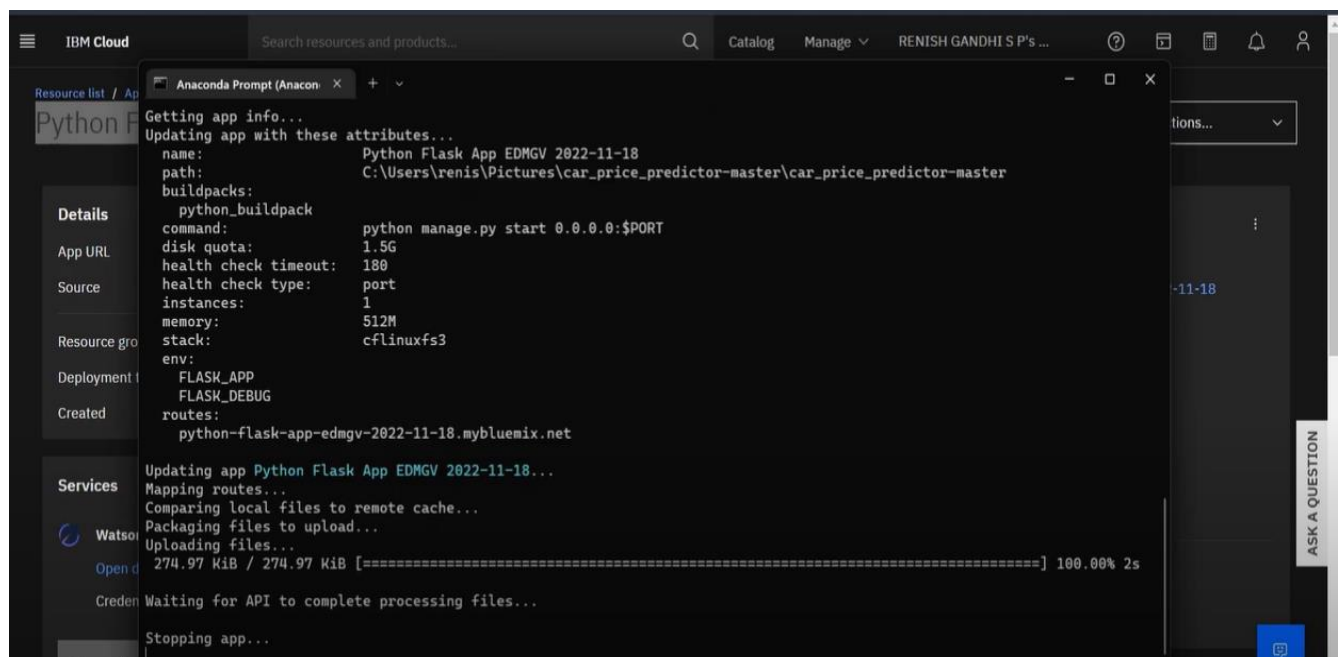 IBM Cloud
Search resources and products...
Catalog
Manage
RENISH GANDHI S P's ...
Resource list / Ap
Python F
tions...
Anaconda Prompt (Anacon
Getting app info...
Updating app with these attributes...
name: Python Flask App EDMGV 2022-11-18
path: C:\Users\renis\Pictures\car_price_predictor-master\car_price_predictor-master
buildpacks:
python_buildpack
command: python manage.py start 0.0.0.0:$PORT
disk quota: 1.5G
health check timeout: 180
health check type: port
instances: 1
memory: 512M
stack: cflinuxfs3
env:
FLASK_APP
FLASK_DEBUG
routes:
python-flask-app-edmgv-2022-11-18.mybluemix.net
Updating app Python Flask App EDMGV 2022-11-18...
Mapping routes...
Comparing local files to remote cache...
Packaging files to upload...
Uploading files...
274.97 KiB / 274.97 KiB [==============================================================================] 100.00% 2s
Waiting for API to complete processing files...
Stopping app...
Details
App URL
Source
Resource gro
Deployment t
Created
-11-18
Services
Watso
Open d
Creden
ASK A QUESTION